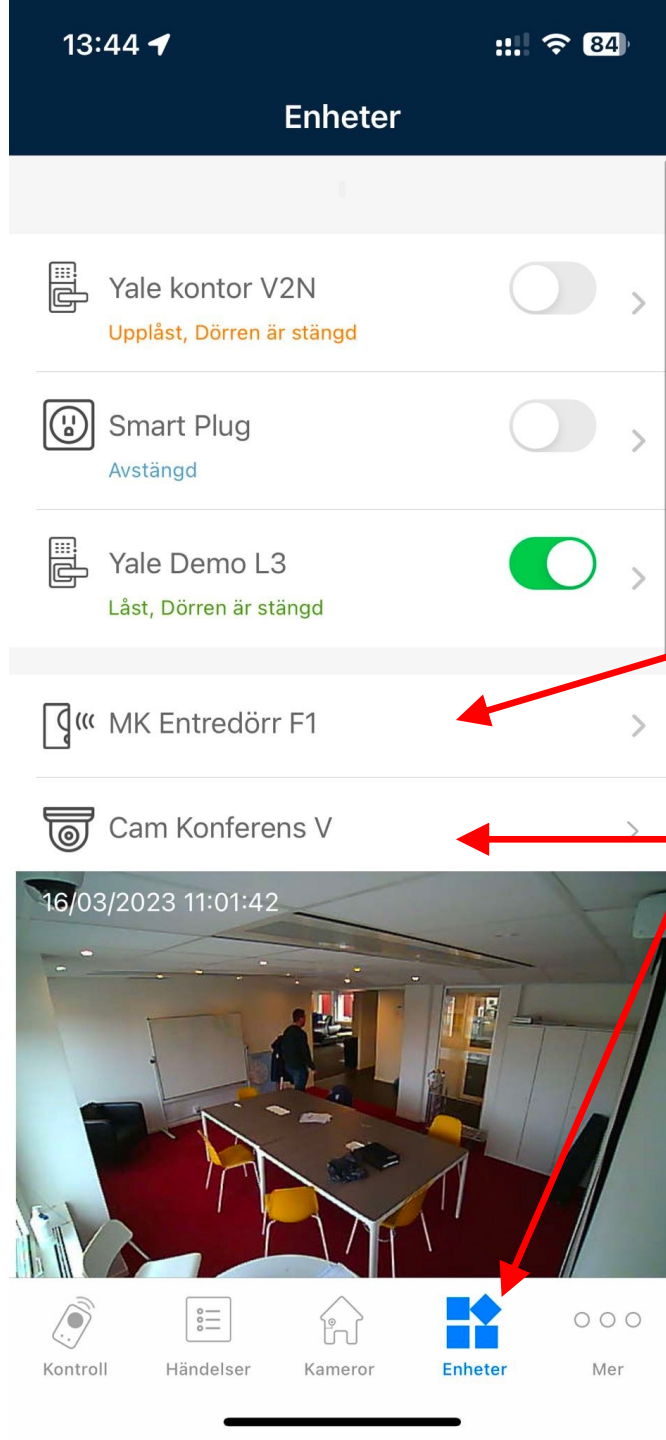 13:44
84
Enheter
Yale kontor V2N
Upplåst, Dörren är stängd
Smart Plug
Avstängd
Yale Demo L3
Låst, Dörren är stängd
MK Entredörr F1
Cam Konferens V
16/03/2023 11:01:42
Kontroll Händelser Kameror Enheter Mer